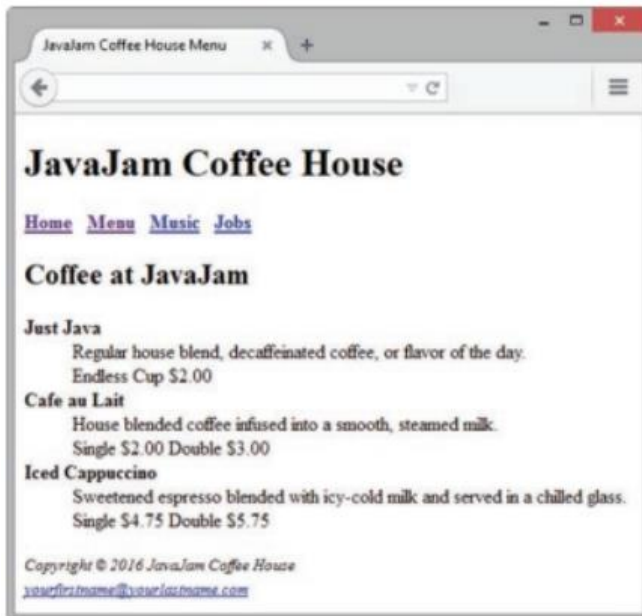 JavaJam Coffee House Menu
JavaJam Coffee House
Home Menu Music Jobs
Coffee at JavaJam
Just Java
Regular house blend, decaffeinated coffee, or flavor of the day.
Endless Cup $2.00
Cafe au Lait
House blended coffee infused into a smooth, steamed milk.
Single $2.00 Double $3.00
Iced Cappuccino
Sweetened espresso blended with icy-cold milk and served in a chilled glass.
Single $4.75 Double $5.75
Copyright © 2016 JavaJam Coffee House
yourfirstname@yourlastname.com